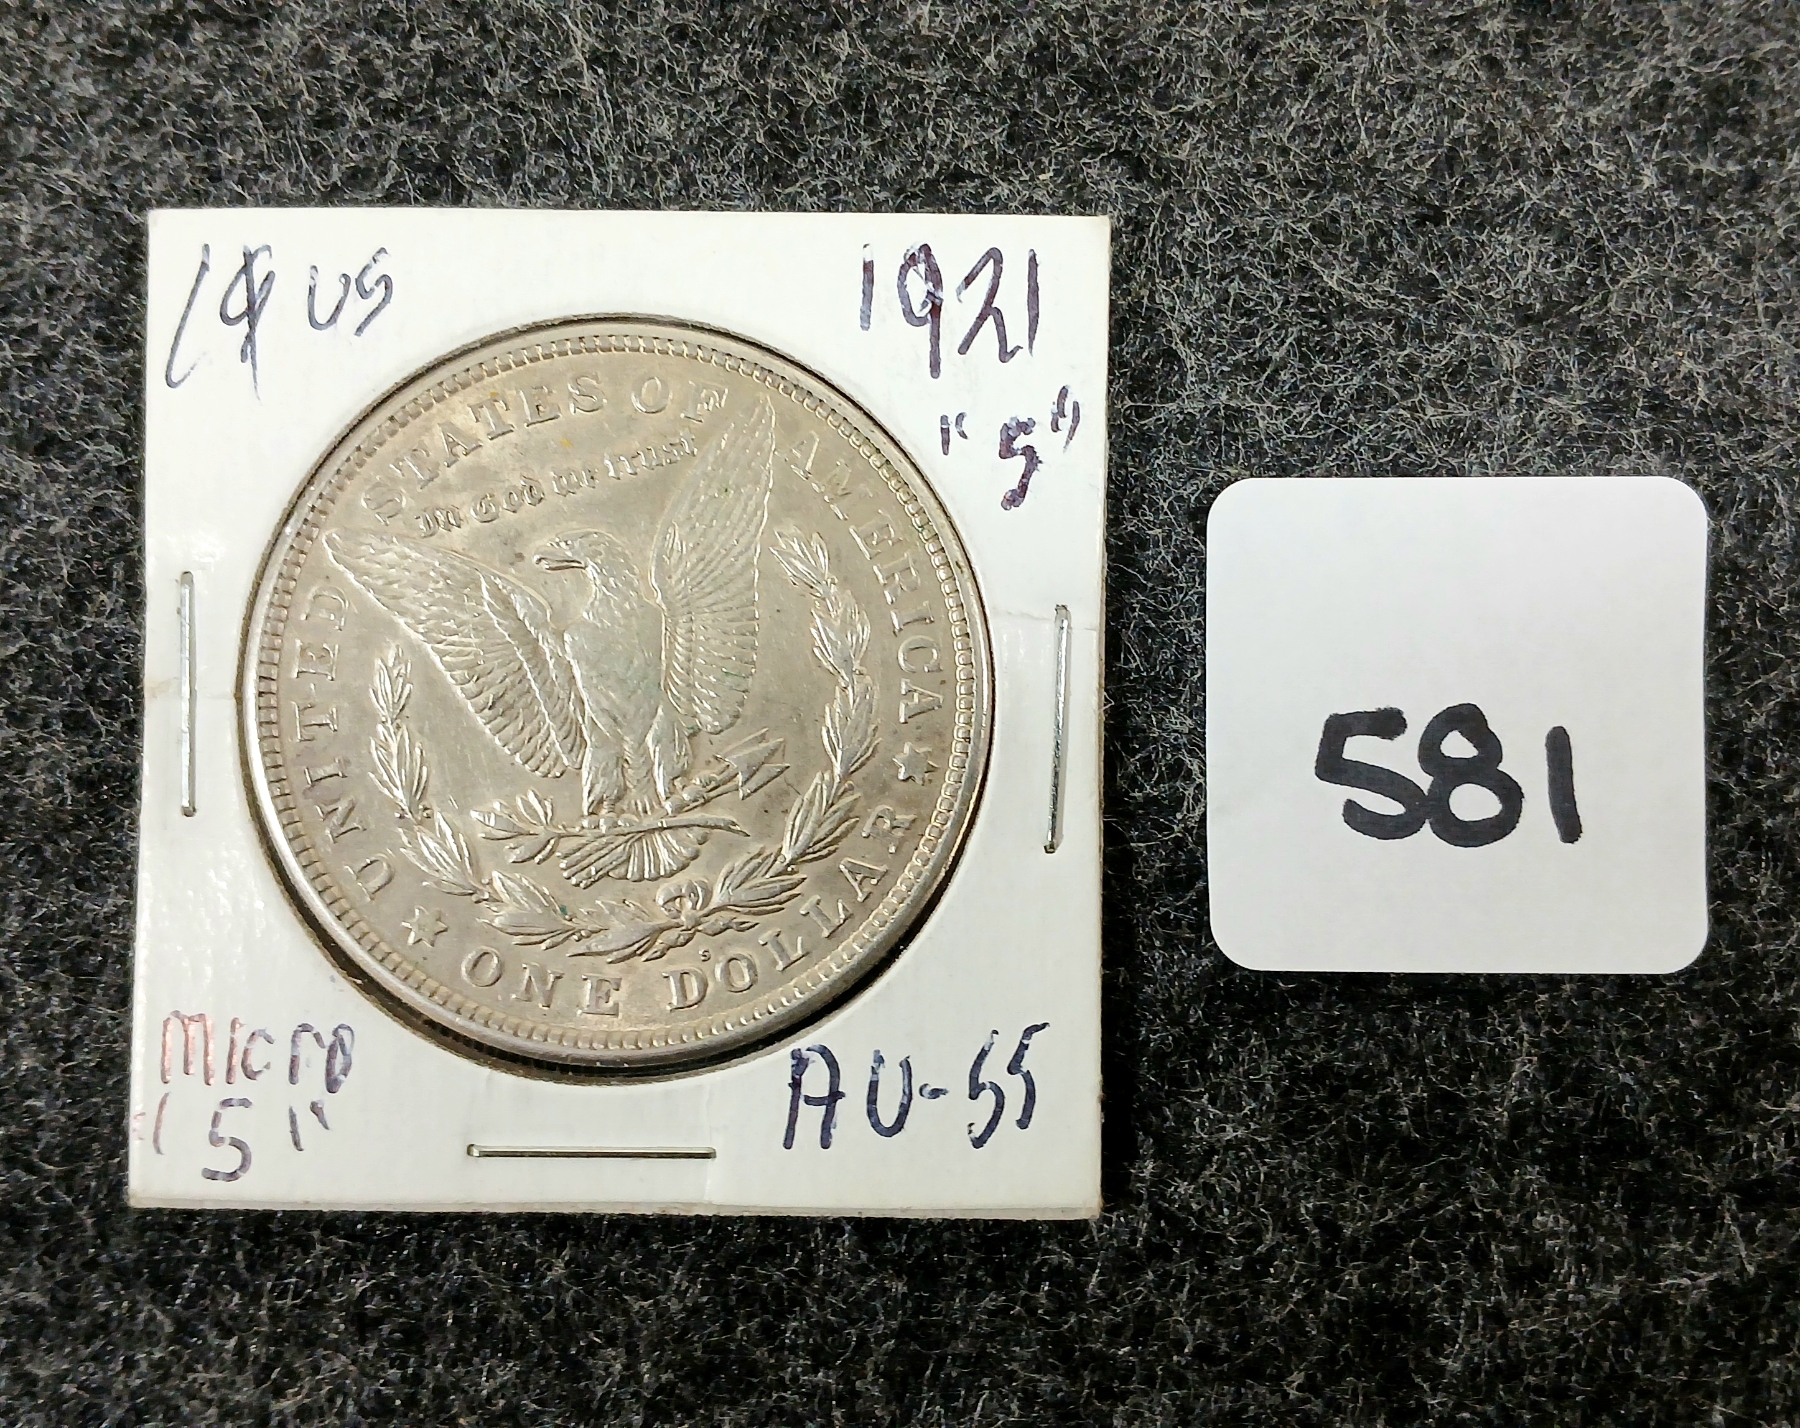 1$ US
1921
"S"
UNITED STATES OF AMERICA
In God we trust
S
ONE DOLLAR
MICRO
"S"
AU-55
581